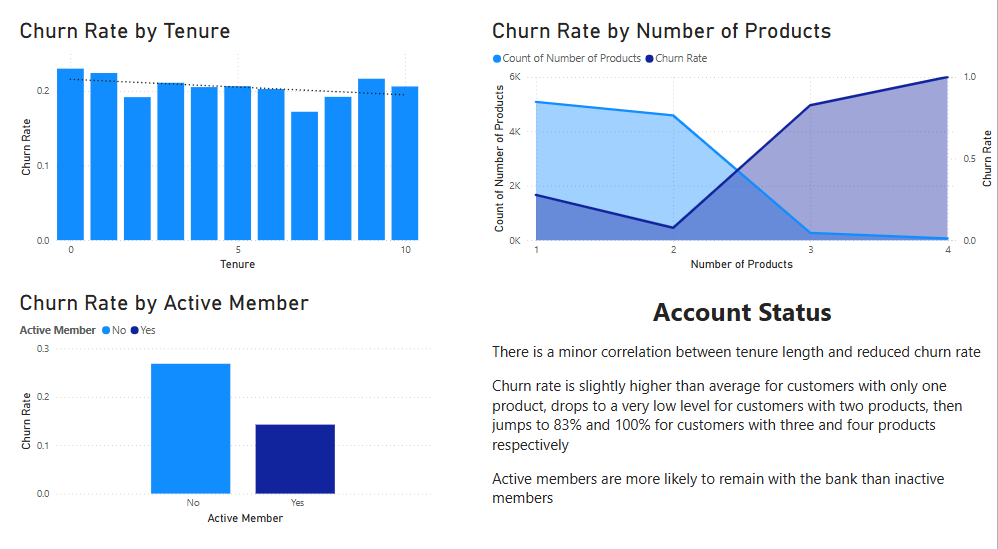 Churn Rate by Tenure
Churn Rate
0.2
0.1
0.0
0
5
10
Tenure
Churn Rate by Number of Products
Count of Number of Products Churn Rate
Count of Number of Products
6K
4K
2K
0K
1
2
3
4
1.0
0.5
0.0
Churn Rate
Number of Products
Churn Rate by Active Member
Active Member No Yes
Churn Rate
0.3
0.2
0.1
0.0
No
Yes
Active Member
Account Status
There is a minor correlation between tenure length and reduced churn rate
Churn rate is slightly higher than average for customers with only one
product, drops to a very low level for customers with two products, then
jumps to 83% and 100% for customers with three and four products
respectively
Active members are more likely to remain with the bank than inactive
members